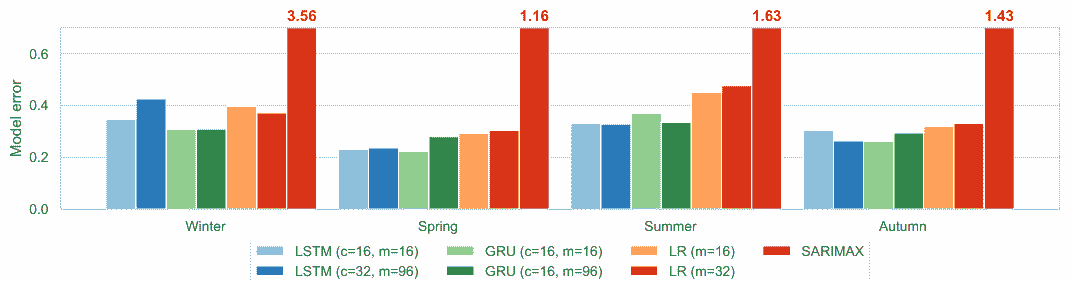 3.56 1.16 1.63 1.43
0.6
0.4
0.2
0.0
Model error
Winter Spring Summer Autumn
LSTM (c=16, m=16) GRU (c=16, m=16) LR (m=16) SARIMAX
LSTM (c=32, m=96) GRU (c=16, m=96) LR (m=32)